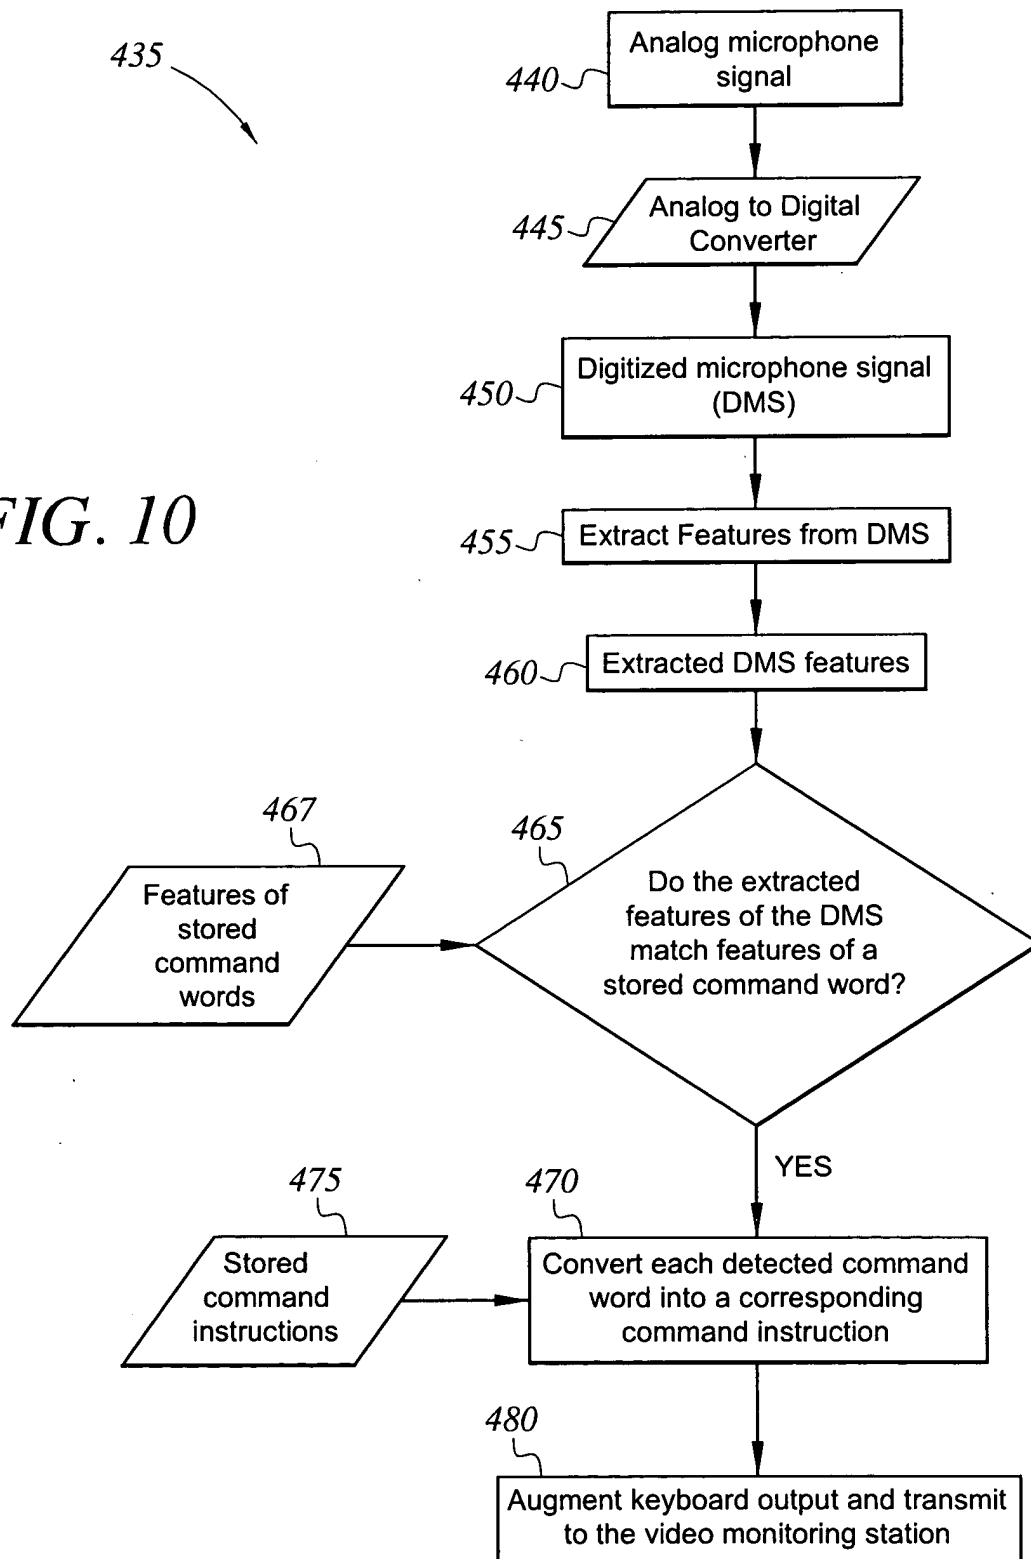 435
Analog microphone
signal
440
Analog to Digital
Converter
445
Digitized microphone signal
(DMS)
450
FIG. 10
455
Extract Features from DMS
460
Extracted DMS features
467
465
Features of
stored
command
words
Do the extracted
features of the DMS
match features of a
stored command word?
YES
475
470
Stored
command
instructions
Convert each detected command
word into a corresponding
command instruction
480
Augment keyboard output and transmit
to the video monitoring station